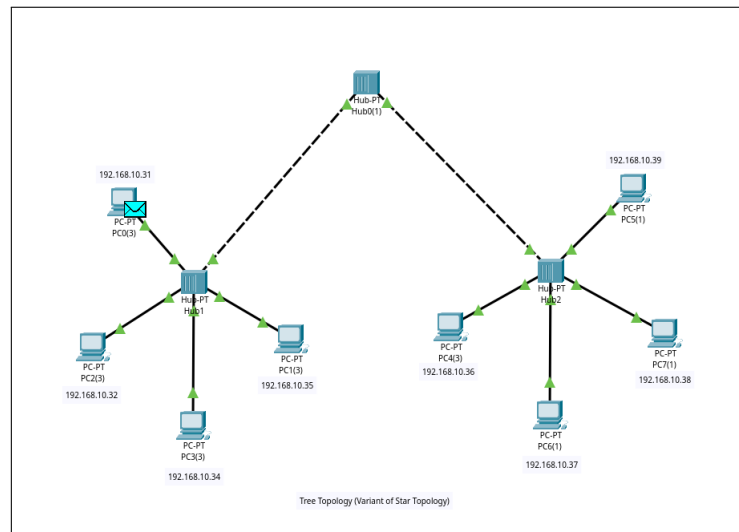 Hub-PT
Hub0(1)
192.168.10.31
PC-PT
PC0(3)
192.168.10.39
PC-PT
PC5(1)
Hub-PT
Hub1
Hub-PT
Hub2
PC-PT
PC2(3)
192.168.10.32
PC-PT
PC1(3)
192.168.10.35
PC-PT
PC4(3)
192.168.10.36
PC-PT
PC7(1)
192.168.10.38
PC-PT
PC3(3)
192.168.10.34
PC-PT
PC6(1)
192.168.10.37
Tree Topology (Variant of Star Topology)